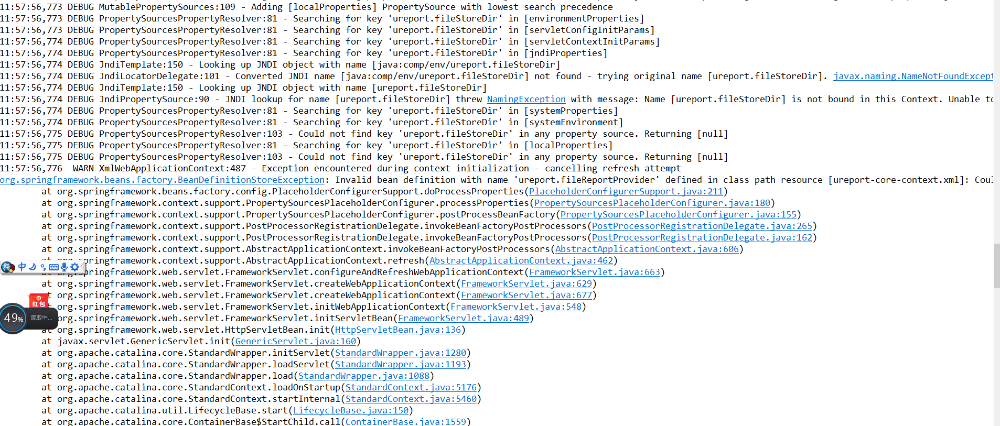 11:57:56,773 DEBUG MutablePropertySources:109 - Adding [localProperties] PropertySource with lowest search precedence
11:57:56,773 DEBUG PropertySourcesPropertyResolver:81 - Searching for key 'ureport.fileStoreDir' in [environmentProperties]
11:57:56,773 DEBUG PropertySourcesPropertyResolver:81 - Searching for key 'ureport.fileStoreDir' in [servletConfigInitParams]
11:57:56,774 DEBUG PropertySourcesPropertyResolver:81 - Searching for key 'ureport.fileStoreDir' in [servletContextInitParams]
11:57:56,774 DEBUG PropertySourcesPropertyResolver:81 - Searching for key 'ureport.fileStoreDir' in [jndiProperties]
11:57:56,774 DEBUG JndiTemplate:150 - Looking up JNDI object with name [java:comp/env/ureport.fileStoreDir]
11:57:56,774 DEBUG JndiLocatorDelegate:101 - Converted JNDI name [java:comp/env/ureport.fileStoreDir] not found - trying original name [ureport.fileStoreDir]. javax.naming.NameNotFoundExcept
11:57:56,774 DEBUG JndiTemplate:150 - Looking up JNDI object with name [ureport.fileStoreDir]
11:57:56,774 DEBUG JndiPropertySource:90 - JNDI lookup for name [ureport.fileStoreDir] threw NamingException with message: Name [ureport.fileStoreDir] is not bound in this Context. Unable to
11:57:56,774 DEBUG PropertySourcesPropertyResolver:81 - Searching for key 'ureport.fileStoreDir' in [systemProperties]
11:57:56,774 DEBUG PropertySourcesPropertyResolver:81 - Searching for key 'ureport.fileStoreDir' in [systemEnvironment]
11:57:56,775 DEBUG PropertySourcesPropertyResolver:103 - Could not find key 'ureport.fileStoreDir' in any property source. Returning [null]
11:57:56,775 DEBUG PropertySourcesPropertyResolver:81 - Searching for key 'ureport.fileStoreDir' in [localProperties]
11:57:56,775 DEBUG PropertySourcesPropertyResolver:103 - Could not find key 'ureport.fileStoreDir' in any property source. Returning [null]
11:57:56,776  WARN XmlWebApplicationContext:487 - Exception encountered during context initialization - cancelling refresh attempt
org.springframework.beans.factory.BeanDefinitionStoreException: Invalid bean definition with name 'ureport.fileReportProvider' defined in class path resource [ureport-core-context.xml]: Coul
at org.springframework.beans.factory.config.PlaceholderConfigurerSupport.doProcessProperties(PlaceholderConfigurerSupport.java:211)
at org.springframework.context.support.PropertySourcesPlaceholderConfigurer.processProperties(PropertySourcesPlaceholderConfigurer.java:180)
at org.springframework.context.support.PropertySourcesPlaceholderConfigurer.postProcessBeanFactory(PropertySourcesPlaceholderConfigurer.java:155)
at org.springframework.context.support.PostProcessorRegistrationDelegate.invokeBeanFactoryPostProcessors(PostProcessorRegistrationDelegate.java:265)
at org.springframework.context.support.PostProcessorRegistrationDelegate.invokeBeanFactoryPostProcessors(PostProcessorRegistrationDelegate.java:162)
at org.springframework.context.support.AbstractApplicationContext.invokeBeanFactoryPostProcessors(AbstractApplicationContext.java:606)
at org.springframework.context.support.AbstractApplicationContext.refresh(AbstractApplicationContext.java:462)
中
org.springframework.web.servlet.FrameworkServlet.configureAndRefreshWebApplicationContext(FrameworkServlet.java:663)
at org.springframework.web.servlet.FrameworkServlet.createWebApplicationContext(FrameworkServlet.java:629)
org.springframework.web.servlet.FrameworkServlet.createWebApplicationContext(FrameworkServlet.java:677)
红包
org.springframework.web.servlet.FrameworkServlet.initWebApplicationContext(FrameworkServlet.java:548)
49% 读取中...
org.springframework.web.servlet.FrameworkServlet.initServletBean(FrameworkServlet.java:489)
at org.springframework.web.servlet.HttpServletBean.init(HttpServletBean.java:136)
at javax.servlet.GenericServlet.init(GenericServlet.java:160)
at org.apache.catalina.core.StandardWrapper.initServlet(StandardWrapper.java:1280)
at org.apache.catalina.core.StandardWrapper.loadServlet(StandardWrapper.java:1193)
at org.apache.catalina.core.StandardWrapper.load(StandardWrapper.java:1088)
at org.apache.catalina.core.StandardContext.loadOnStartup(StandardContext.java:5176)
at org.apache.catalina.core.StandardContext.startInternal(StandardContext.java:5460)
at org.apache.catalina.util.LifecycleBase.start(LifecycleBase.java:150)
at org.apache.catalina.core.ContainerBase$StartChild.call(ContainerBase.java:1559)